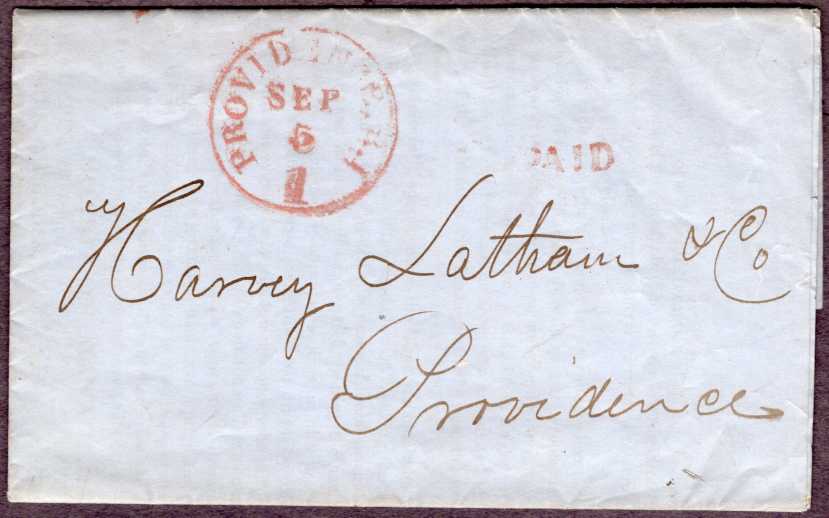 PROVIDENCE R.I
SEP
5
1
PAID
Harvey Latham & Co
Providence